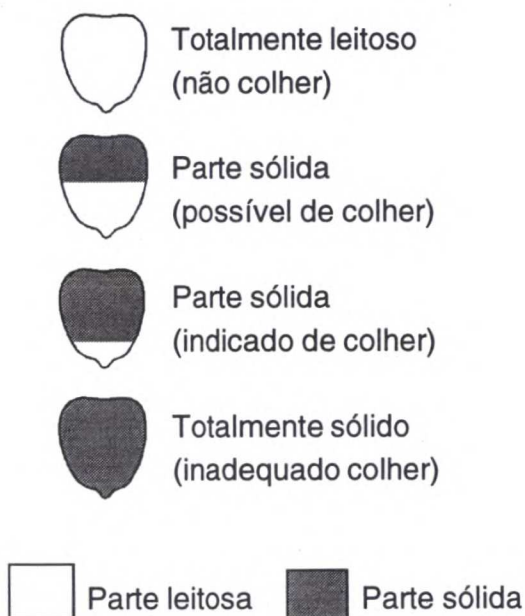 Totalmente leitoso
(não colher)
Parte sólida
(possível de colher)
Parte sólida
(indicado de colher)
Totalmente sólido
(inadequado colher)
Parte leitosa Parte sólida